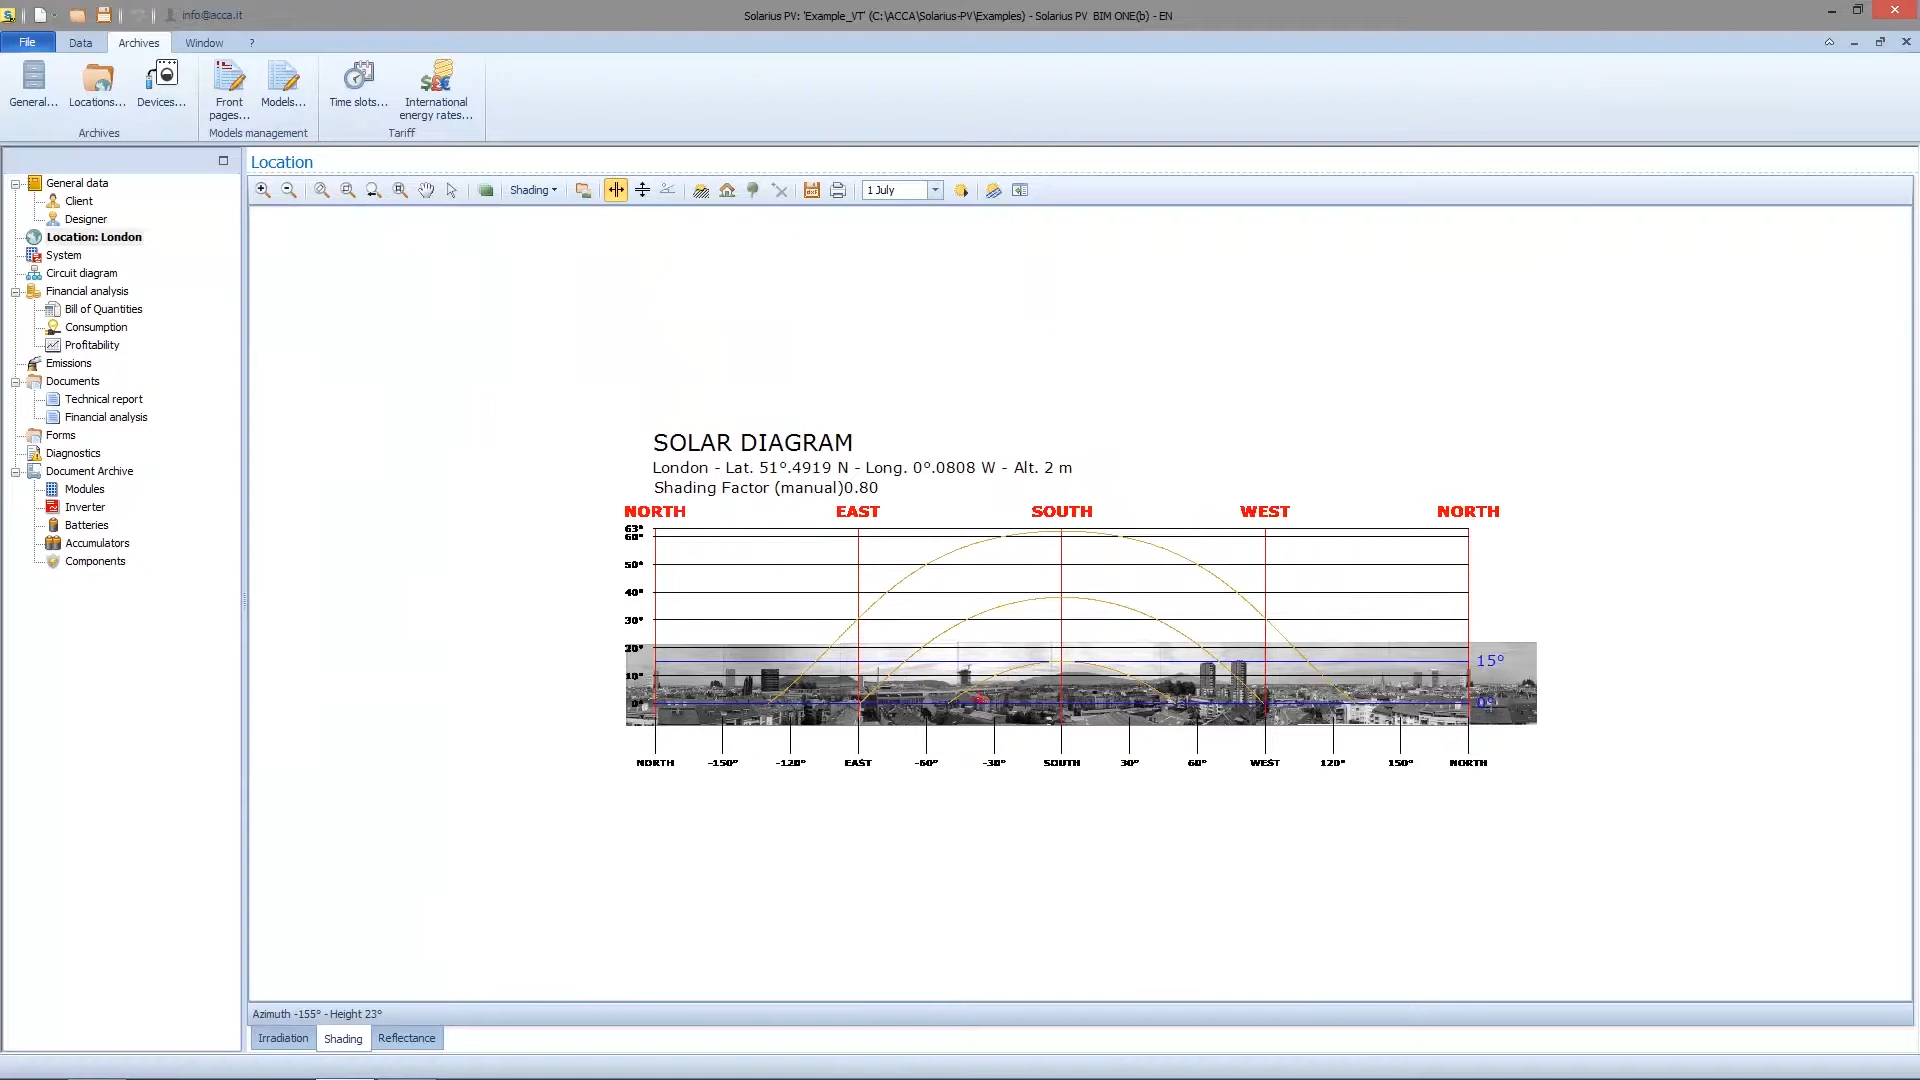 info@acca.it
Solarius PV: 'Example_VT' (C:\ACCA\Solarius-PV\Examples) - Solarius PV BIM ONE(b) - EN
File Data Archives Window ?
General... Locations... Devices... Front pages... Models... Time slots... International energy rates...
Archives Models management Tariff
Location
Shading 1 July
General data
Client
Designer
Location: London
System
Circuit diagram
Financial analysis
Bill of Quantities
Consumption
Profitability
Emissions
Documents
Technical report
Financial analysis
Forms
Diagnostics
Document Archive
Modules
Inverter
Batteries
Accumulators
Components
SOLAR DIAGRAM
London - Lat. 51°.4919 N - Long. 0°.0808 W - Alt. 2 m
Shading Factor (manual)0.80
NORTH EAST SOUTH WEST NORTH
63°
60°
50°
40°
30°
20°
15°
10°
0° 0°
NORTH -150° -120° EAST -60° -30° SOUTH 30° 60° WEST 120° 150° NORTH
Azimuth -155° - Height 23°
Irradiation Shading Reflectance